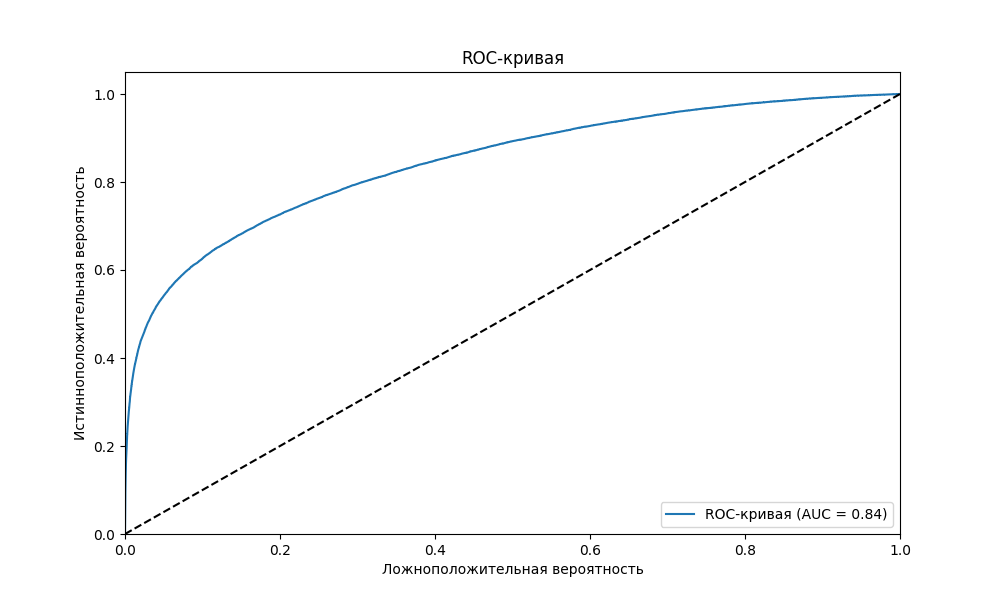 ROC-кривая
1.0
0.8
0.6
0.4
0.2
0.0
Истинноположительная вероятность
0.0 0.2 0.4 0.6 0.8 1.0
Ложноположительная вероятность
ROC-кривая (AUC = 0.84)